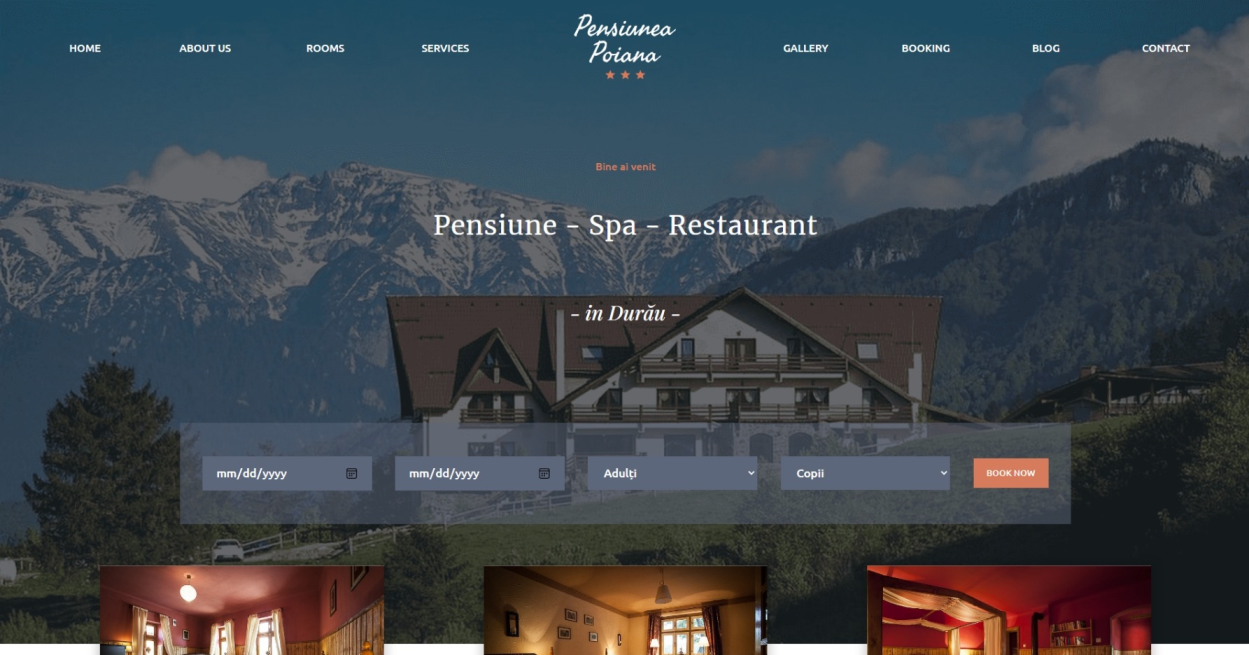 HOME
ABOUT US
ROOMS
SERVICES
Pensiunea
Poiana
GALLERY
BOOKING
BLOG
CONTACT
Bine ai venit
Pensiune - Spa - Restaurant
- in Durău -
mm/dd/yyyy
mm/dd/yyyy
Adulți
Copii
BOOK NOW